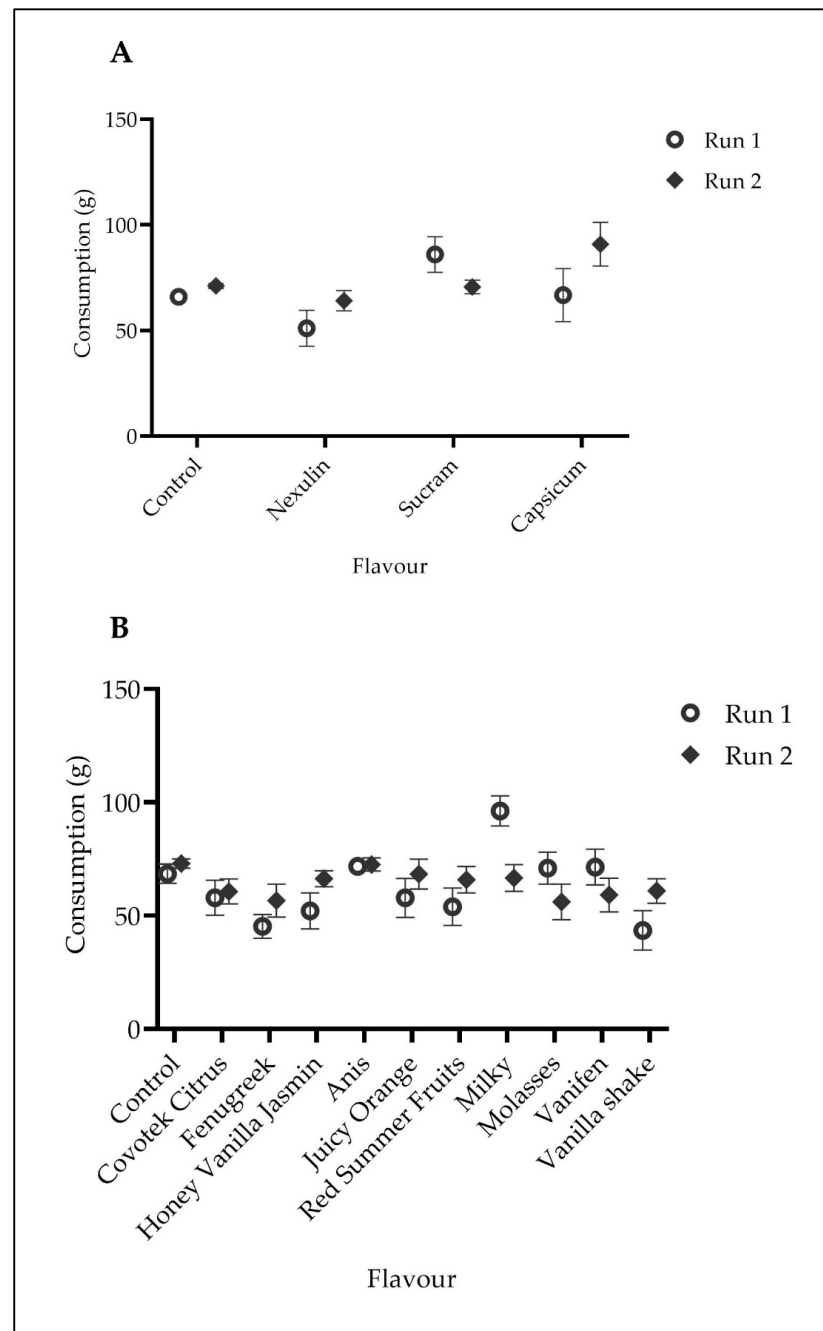 A
150
100
50
0
Consumption (g)
Run 1
Run 2
Control
Nexulin
Sucram
Capsicum
Flavour
B
150
100
50
0
Consumption (g)
Run 1
Run 2
Control
Covotek Citrus
Fenugreek
Honey Vanilla Jasmin
Anis
Juicy Orange
Red Summer Fruits
Milky
Molasses
Vanifen
Vanilla shake
Flavour